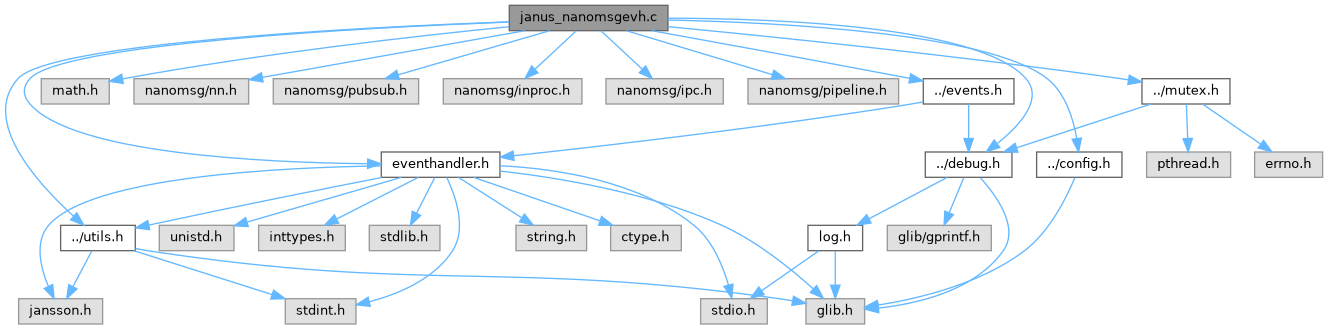 janus_nanomsgevh.c
math.h
nanomsg/nn.h
nanomsg/pubsub.h
nanomsg/inproc.h
nanomsg/ipc.h
nanomsg/pipeline.h
../events.h
../mutex.h
eventhandler.h
../debug.h
../config.h
pthread.h
errno.h
../utils.h
unistd.h
inttypes.h
stdlib.h
string.h
ctype.h
log.h
glib/gprintf.h
jansson.h
stdint.h
stdio.h
glib.h